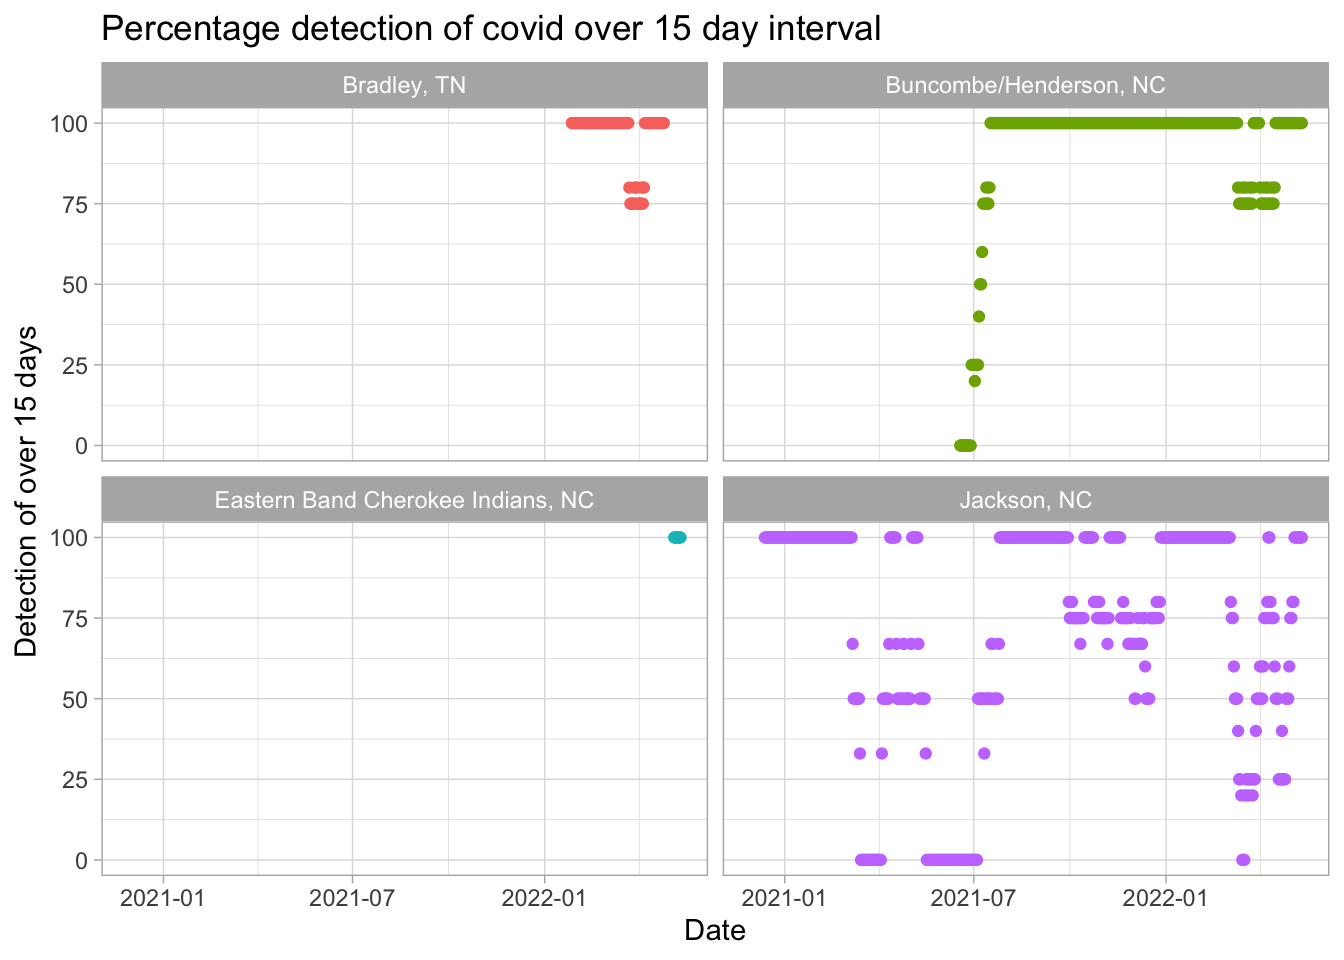 Percentage detection of covid over 15 day interval
Bradley, TN
Buncombe/Henderson, NC
100
75
50
25
0
Eastern Band Cherokee Indians, NC
Jackson, NC
100
75
50
25
0
Detection of over 15 days
2021-01
2021-07
2022-01
2021-01
2021-07
2022-01
Date